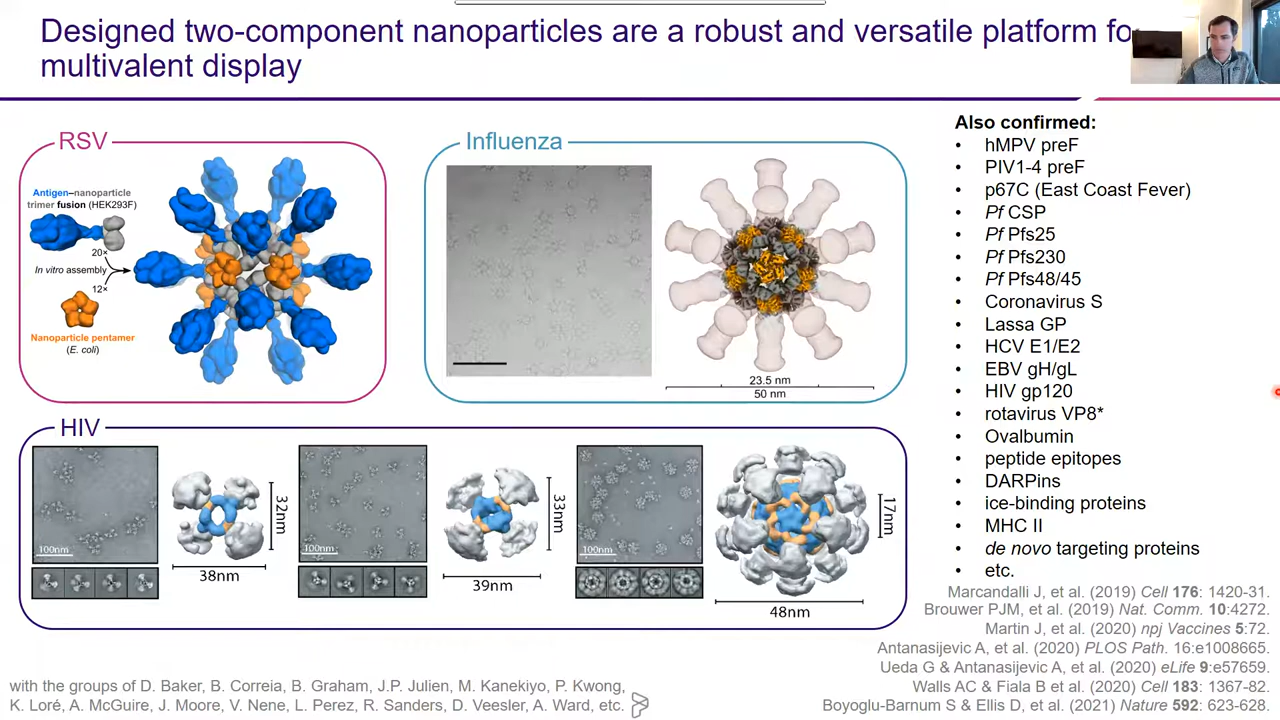 Designed two-component nanoparticles are a robust and versatile platform fo
multivalent display
RSV
Antigen–nanoparticle
trimer fusion (HEK293F)
20×
In vitro assembly
12×
Nanoparticle pentamer
(E. coli)
Influenza
23.5 nm
50 nm
HIV
100nm
32nm
38nm
100nm
33nm
39nm
100nm
17nm
48nm
Also confirmed:
• hMPV preF
• PIV1-4 preF
• p67C (East Coast Fever)
• Pf CSP
• Pf Pfs25
• Pf Pfs230
• Pf Pfs48/45
• Coronavirus S
• Lassa GP
• HCV E1/E2
• EBV gH/gL
• HIV gp120
• rotavirus VP8*
• Ovalbumin
• peptide epitopes
• DARPins
• ice-binding proteins
• MHC II
• de novo targeting proteins
• etc.
Marcandalli J, et al. (2019) Cell 176: 1420-31.
Brouwer PJM, et al. (2019) Nat. Comm. 10:4272.
Martin J, et al. (2020) npj Vaccines 5:72.
Antanasijevic A, et al. (2020) PLOS Path. 16:e1008665.
Ueda G & Antanasijevic A, et al. (2020) eLife 9:e57659.
Walls AC & Fiala B et al. (2020) Cell 183: 1367-82.
Boyoglu-Barnum S & Ellis D, et al. (2021) Nature 592: 623-628.
with the groups of D. Baker, B. Correia, B. Graham, J.P. Julien, M. Kanekiyo, P. Kwong,
K. Loré, A. McGuire, J. Moore, V. Nene, L. Perez, R. Sanders, D. Veesler, A. Ward, etc.